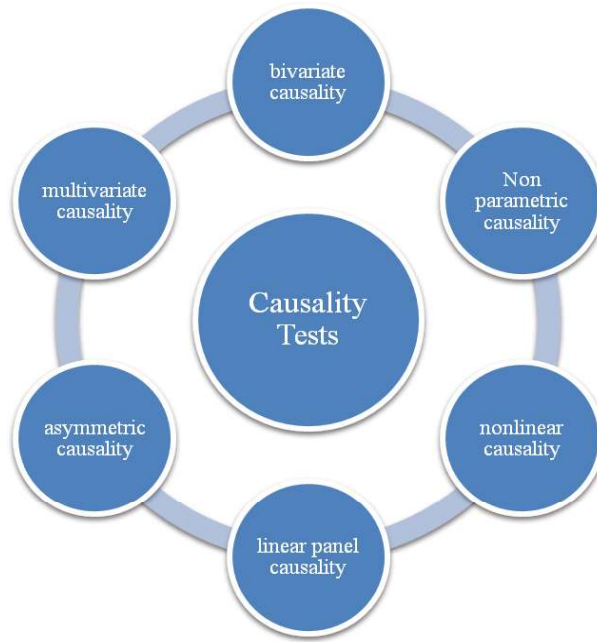 bivariate
causality
Non
parametric
causality
nonlinear
causality
linear panel
causality
asymmetric
causality
multivariate
causality
Causality
Tests